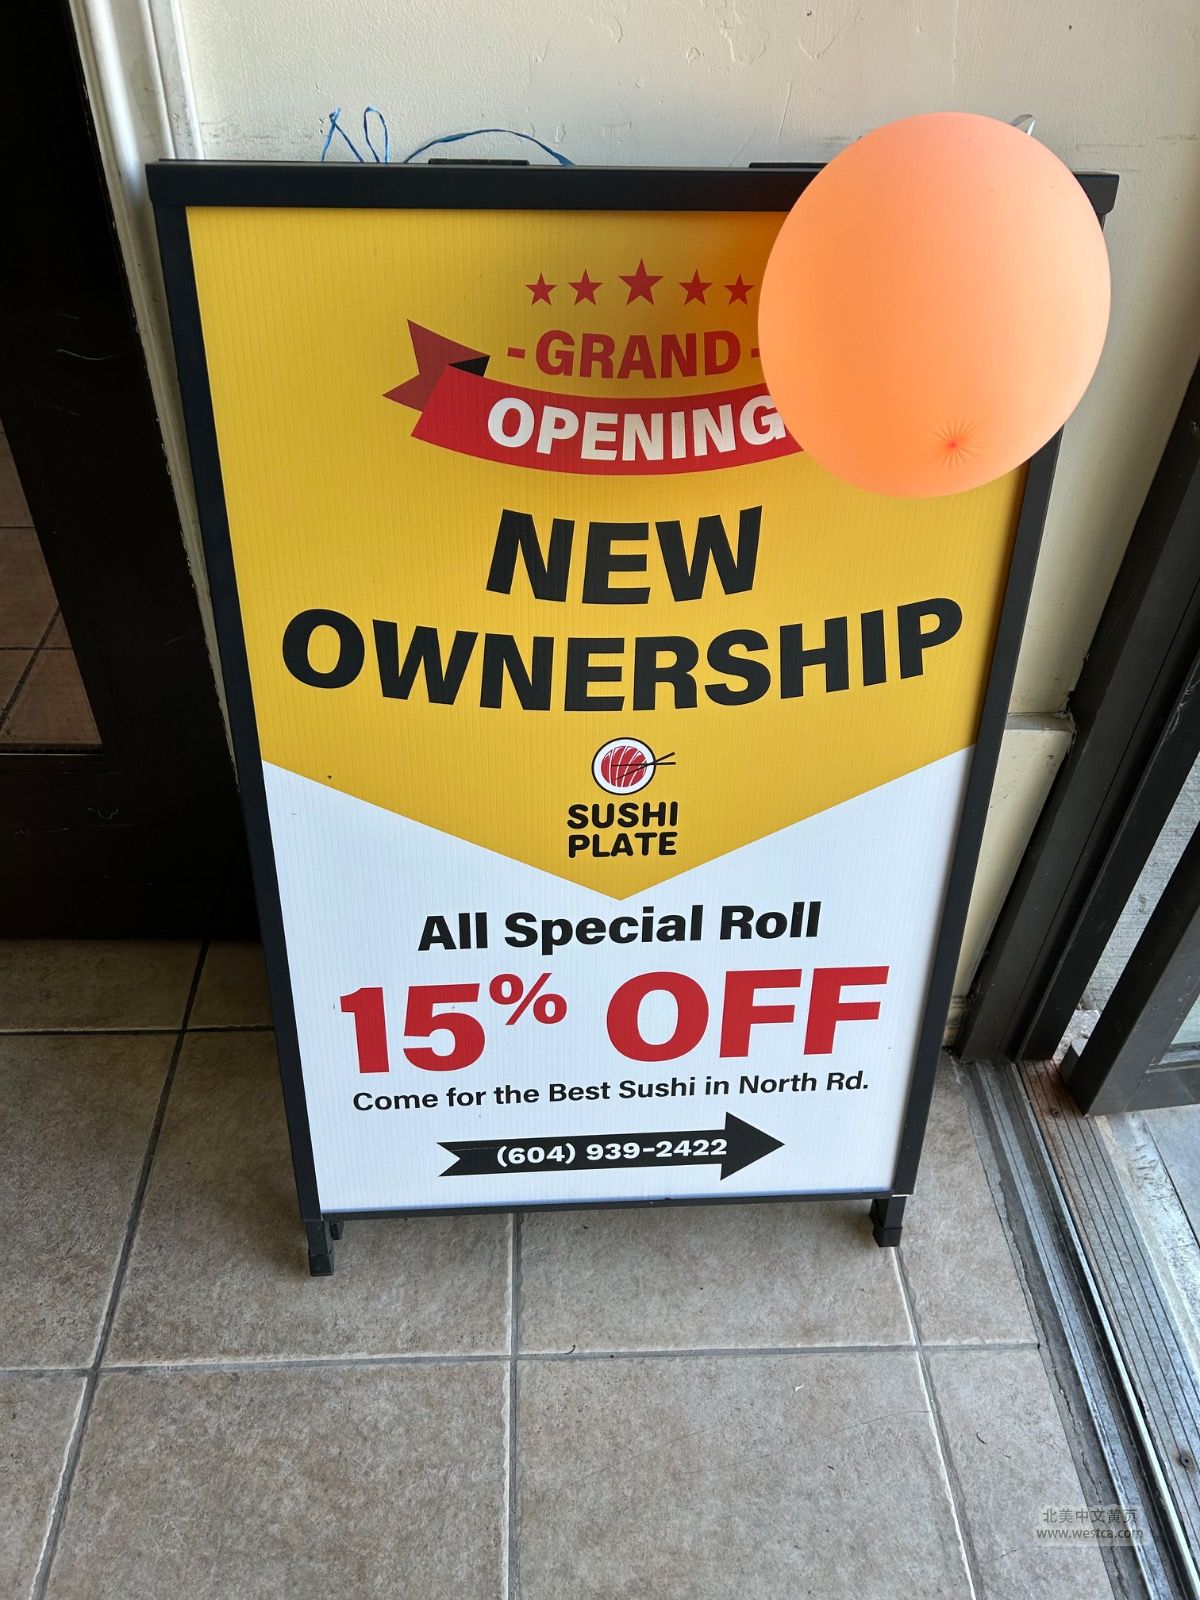 -GRAND-
OPENING
NEW
OWNERSHIP
SUSHI
PLATE
All Special Roll
15% OFF
Come for the Best Sushi in North Rd.
(604) 939-2422
北美中文黄页
www.westca.com